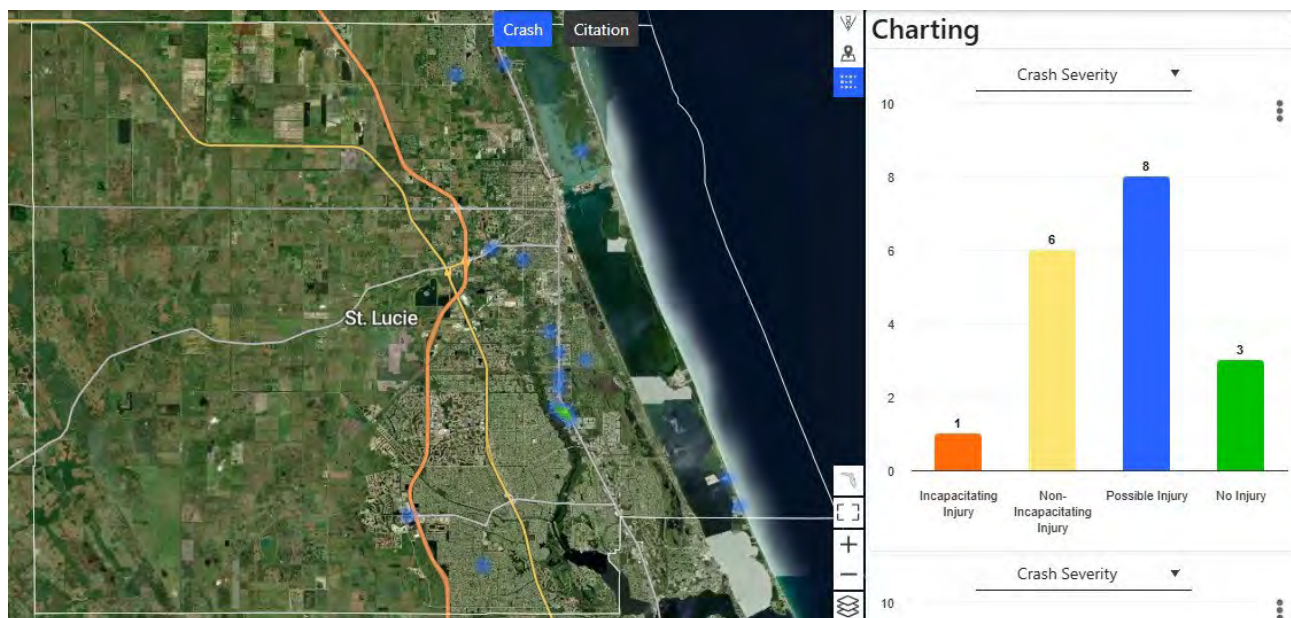 Crash
Citation
St. Lucie
Charting
Crash Severity
10
8
6
4
2
0
1
6
8
3
Incapacitating
Injury
Non-
Incapacitating
Injury
Possible Injury
No Injury
Crash Severity
10